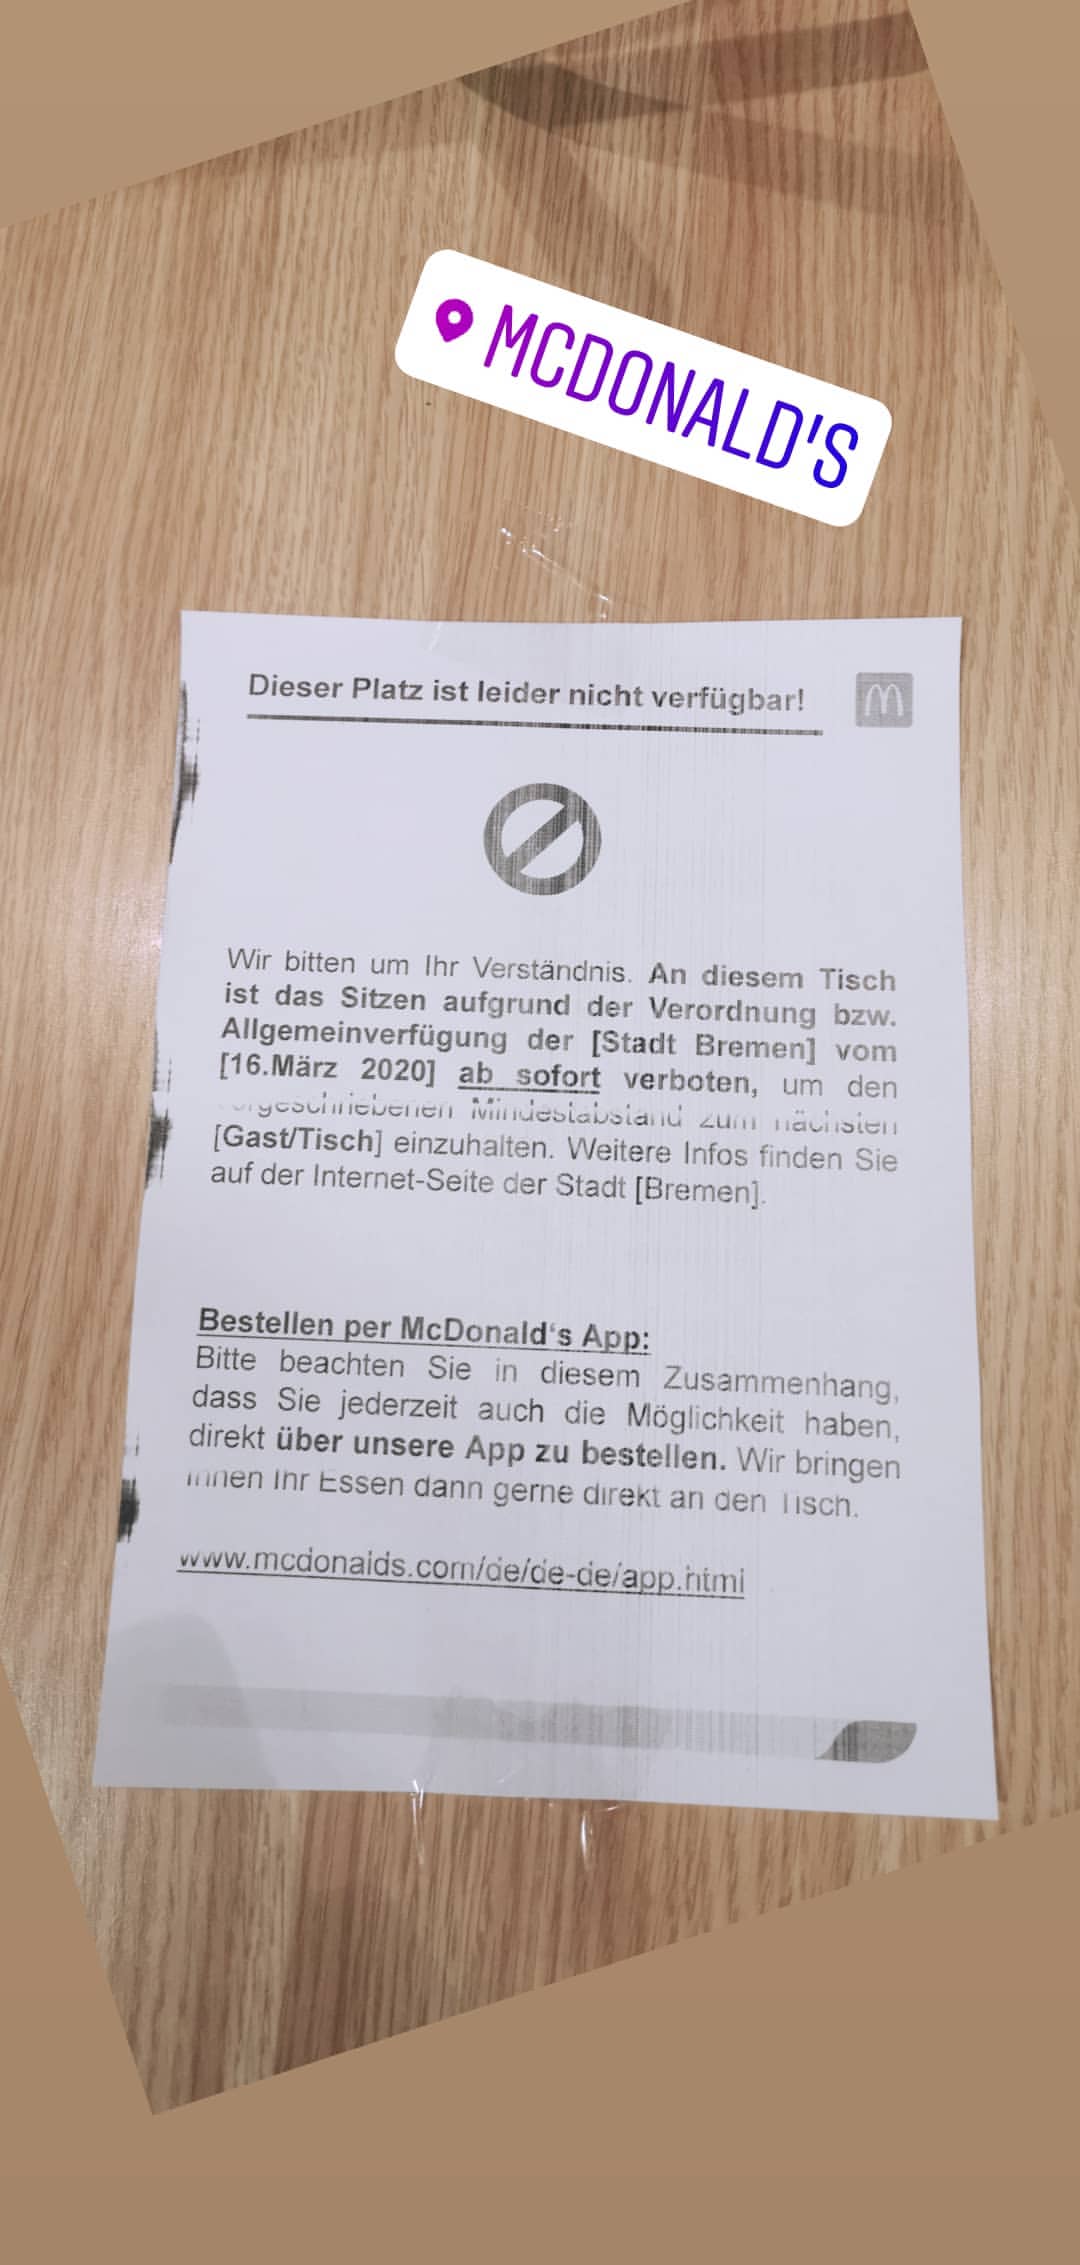 MCDONALD'S
Dieser Platz ist leider nicht verfügbar!
Wir bitten um Ihr Verständnis. An diesem Tisch
ist das Sitzen aufgrund der Verordnung bzw.
Allgemeinverfügung der [Stadt Bremen] vom
[16.März 2020] ab sofort verboten, um den
vorgeschriebenen Mindestabstand zum nächsten
[Gast/Tisch] einzuhalten. Weitere Infos finden Sie
auf der Internet-Seite der Stadt [Bremen].
Bestellen per McDonald‘s App:
Bitte beachten Sie in diesem Zusammenhang,
dass Sie jederzeit auch die Möglichkeit haben,
direkt über unsere App zu bestellen. Wir bringen
Ihnen Ihr Essen dann gerne direkt an den Tisch.
www.mcdonalds.com/de/de-de/app.html